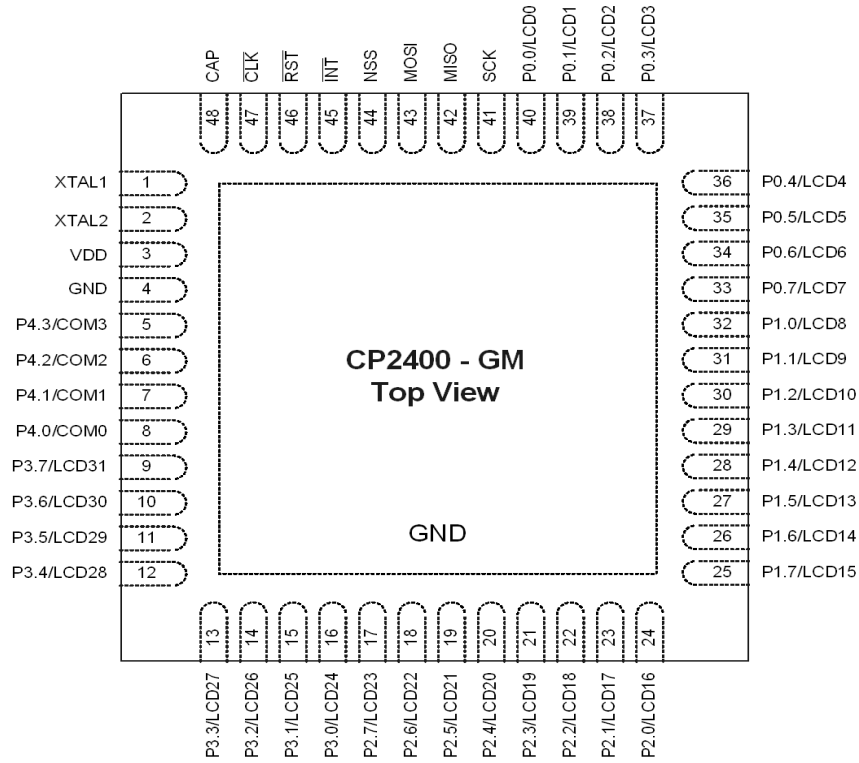 CAP
CLK
RST
INT
NSS
MOSI
MISO
SCK
P0.0/LCD0
P0.1/LCD1
P0.2/LCD2
P0.3/LCD3
48
47
46
45
44
43
42
41
40
39
38
37
XTAL1 1
XTAL2 2
VDD 3
GND 4
P4.3/COM3 5
P4.2/COM2 6
P4.1/COM1 7
P4.0/COM0 8
P3.7/LCD31 9
P3.6/LCD30 10
P3.5/LCD29 11
P3.4/LCD28 12
CP2400 - GM
Top View
GND
36 P0.4/LCD4
35 P0.5/LCD5
34 P0.6/LCD6
33 P0.7/LCD7
32 P1.0/LCD8
31 P1.1/LCD9
30 P1.2/LCD10
29 P1.3/LCD11
28 P1.4/LCD12
27 P1.5/LCD13
26 P1.6/LCD14
25 P1.7/LCD15
13
14
15
16
17
18
19
20
21
22
23
24
P3.3/LCD27
P3.2/LCD26
P3.1/LCD25
P3.0/LCD24
P2.7/LCD23
P2.6/LCD22
P2.5/LCD21
P2.4/LCD20
P2.3/LCD19
P2.2/LCD18
P2.1/LCD17
P2.0/LCD16